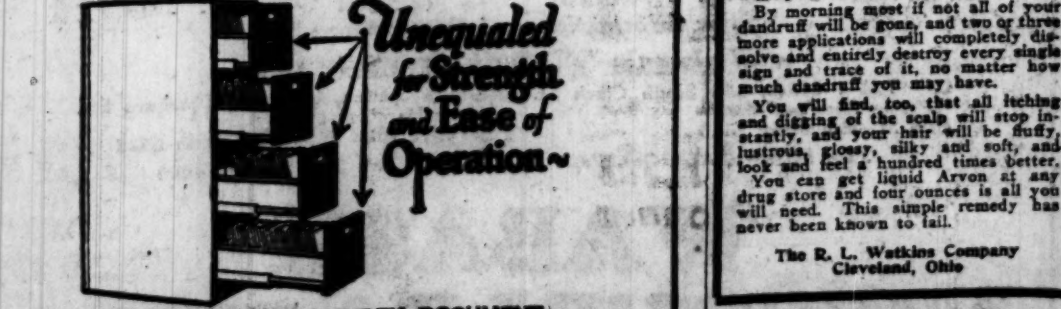 Unequaled
for Strength
and Ease of
Operation~
By morning most if not all of your
dandruff will be gone, and two or three
more applications will completely dis-
solve and entirely destroy every single
sign and trace of it, no matter how
much dandruff you may have.
You will find, too, that all itching
and digging of the scalp will stop in-
stantly, and your hair will be fluffy,
lustrous, glossy, silky and soft, and
look and feel a hundred times better.
You can get liquid Arvon at any
drug store and four ounces is all you
will need. This simple remedy has
never been known to fail.
The R. L. Watkins Company
Cleveland, Ohio